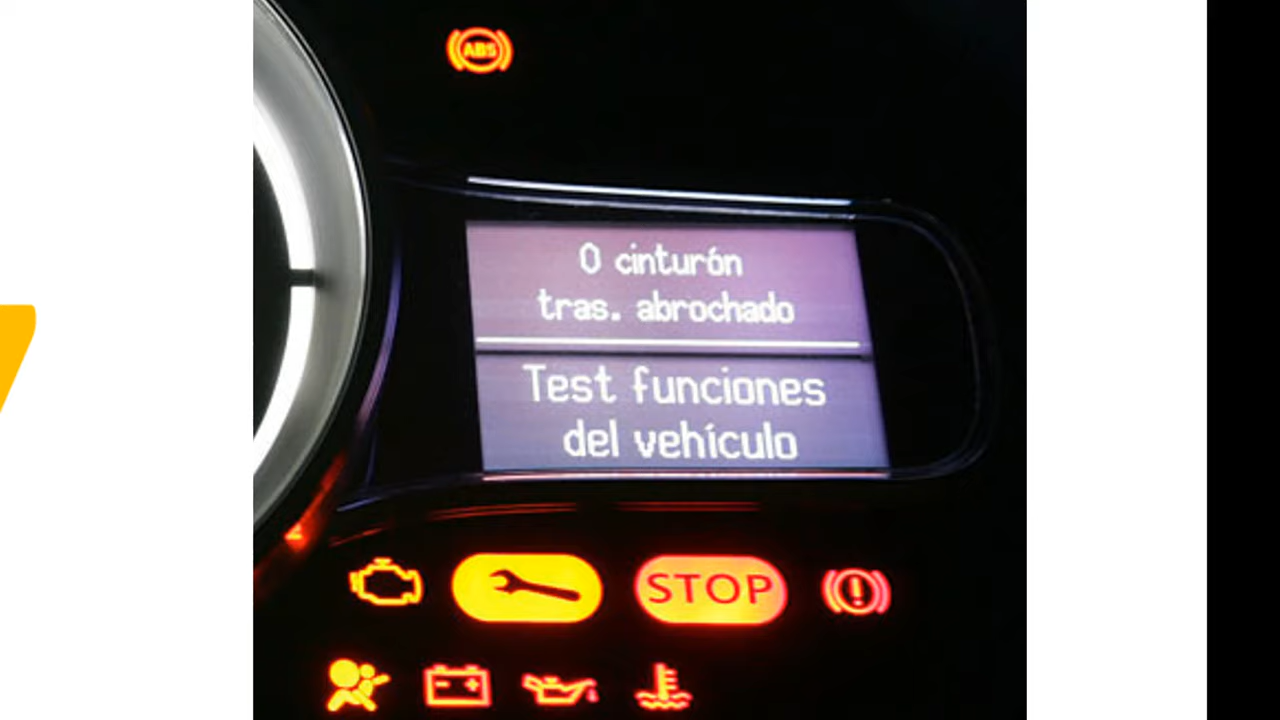 ABS
0 cinturón
tras. abrochado
Test funciones
del vehículo
STOP